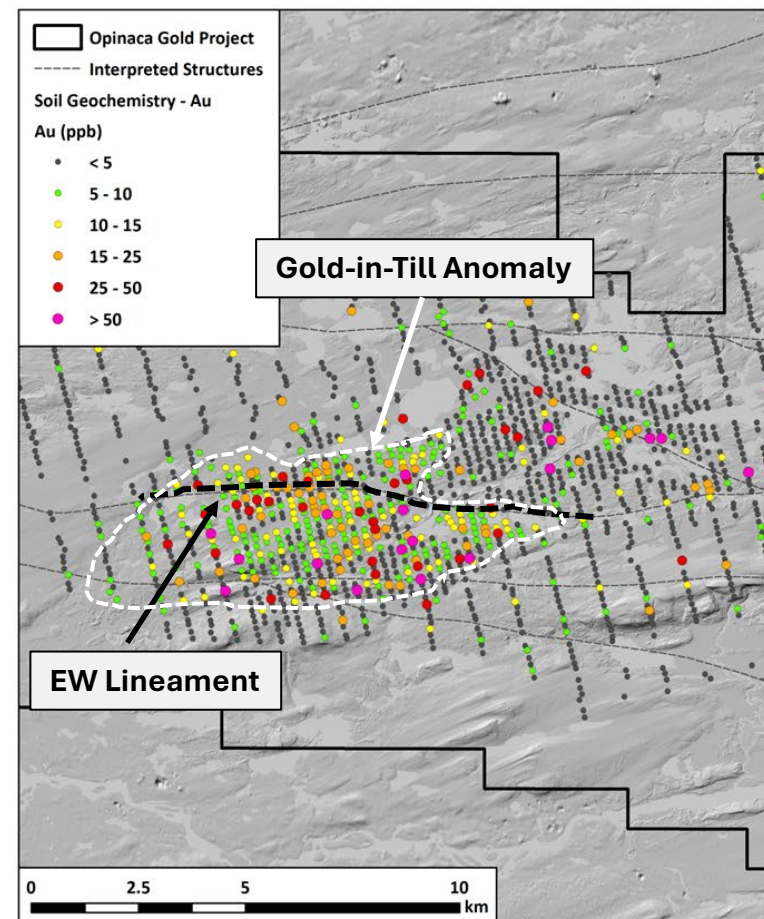 Opinaca Gold Project
Interpreted Structures
Soil Geochemistry - Au
Au (ppb)
< 5
5 - 10
10 - 15
15 - 25
25 - 50
> 50
Gold-in-Till Anomaly
EW Lineament
0 2.5 5 10
km